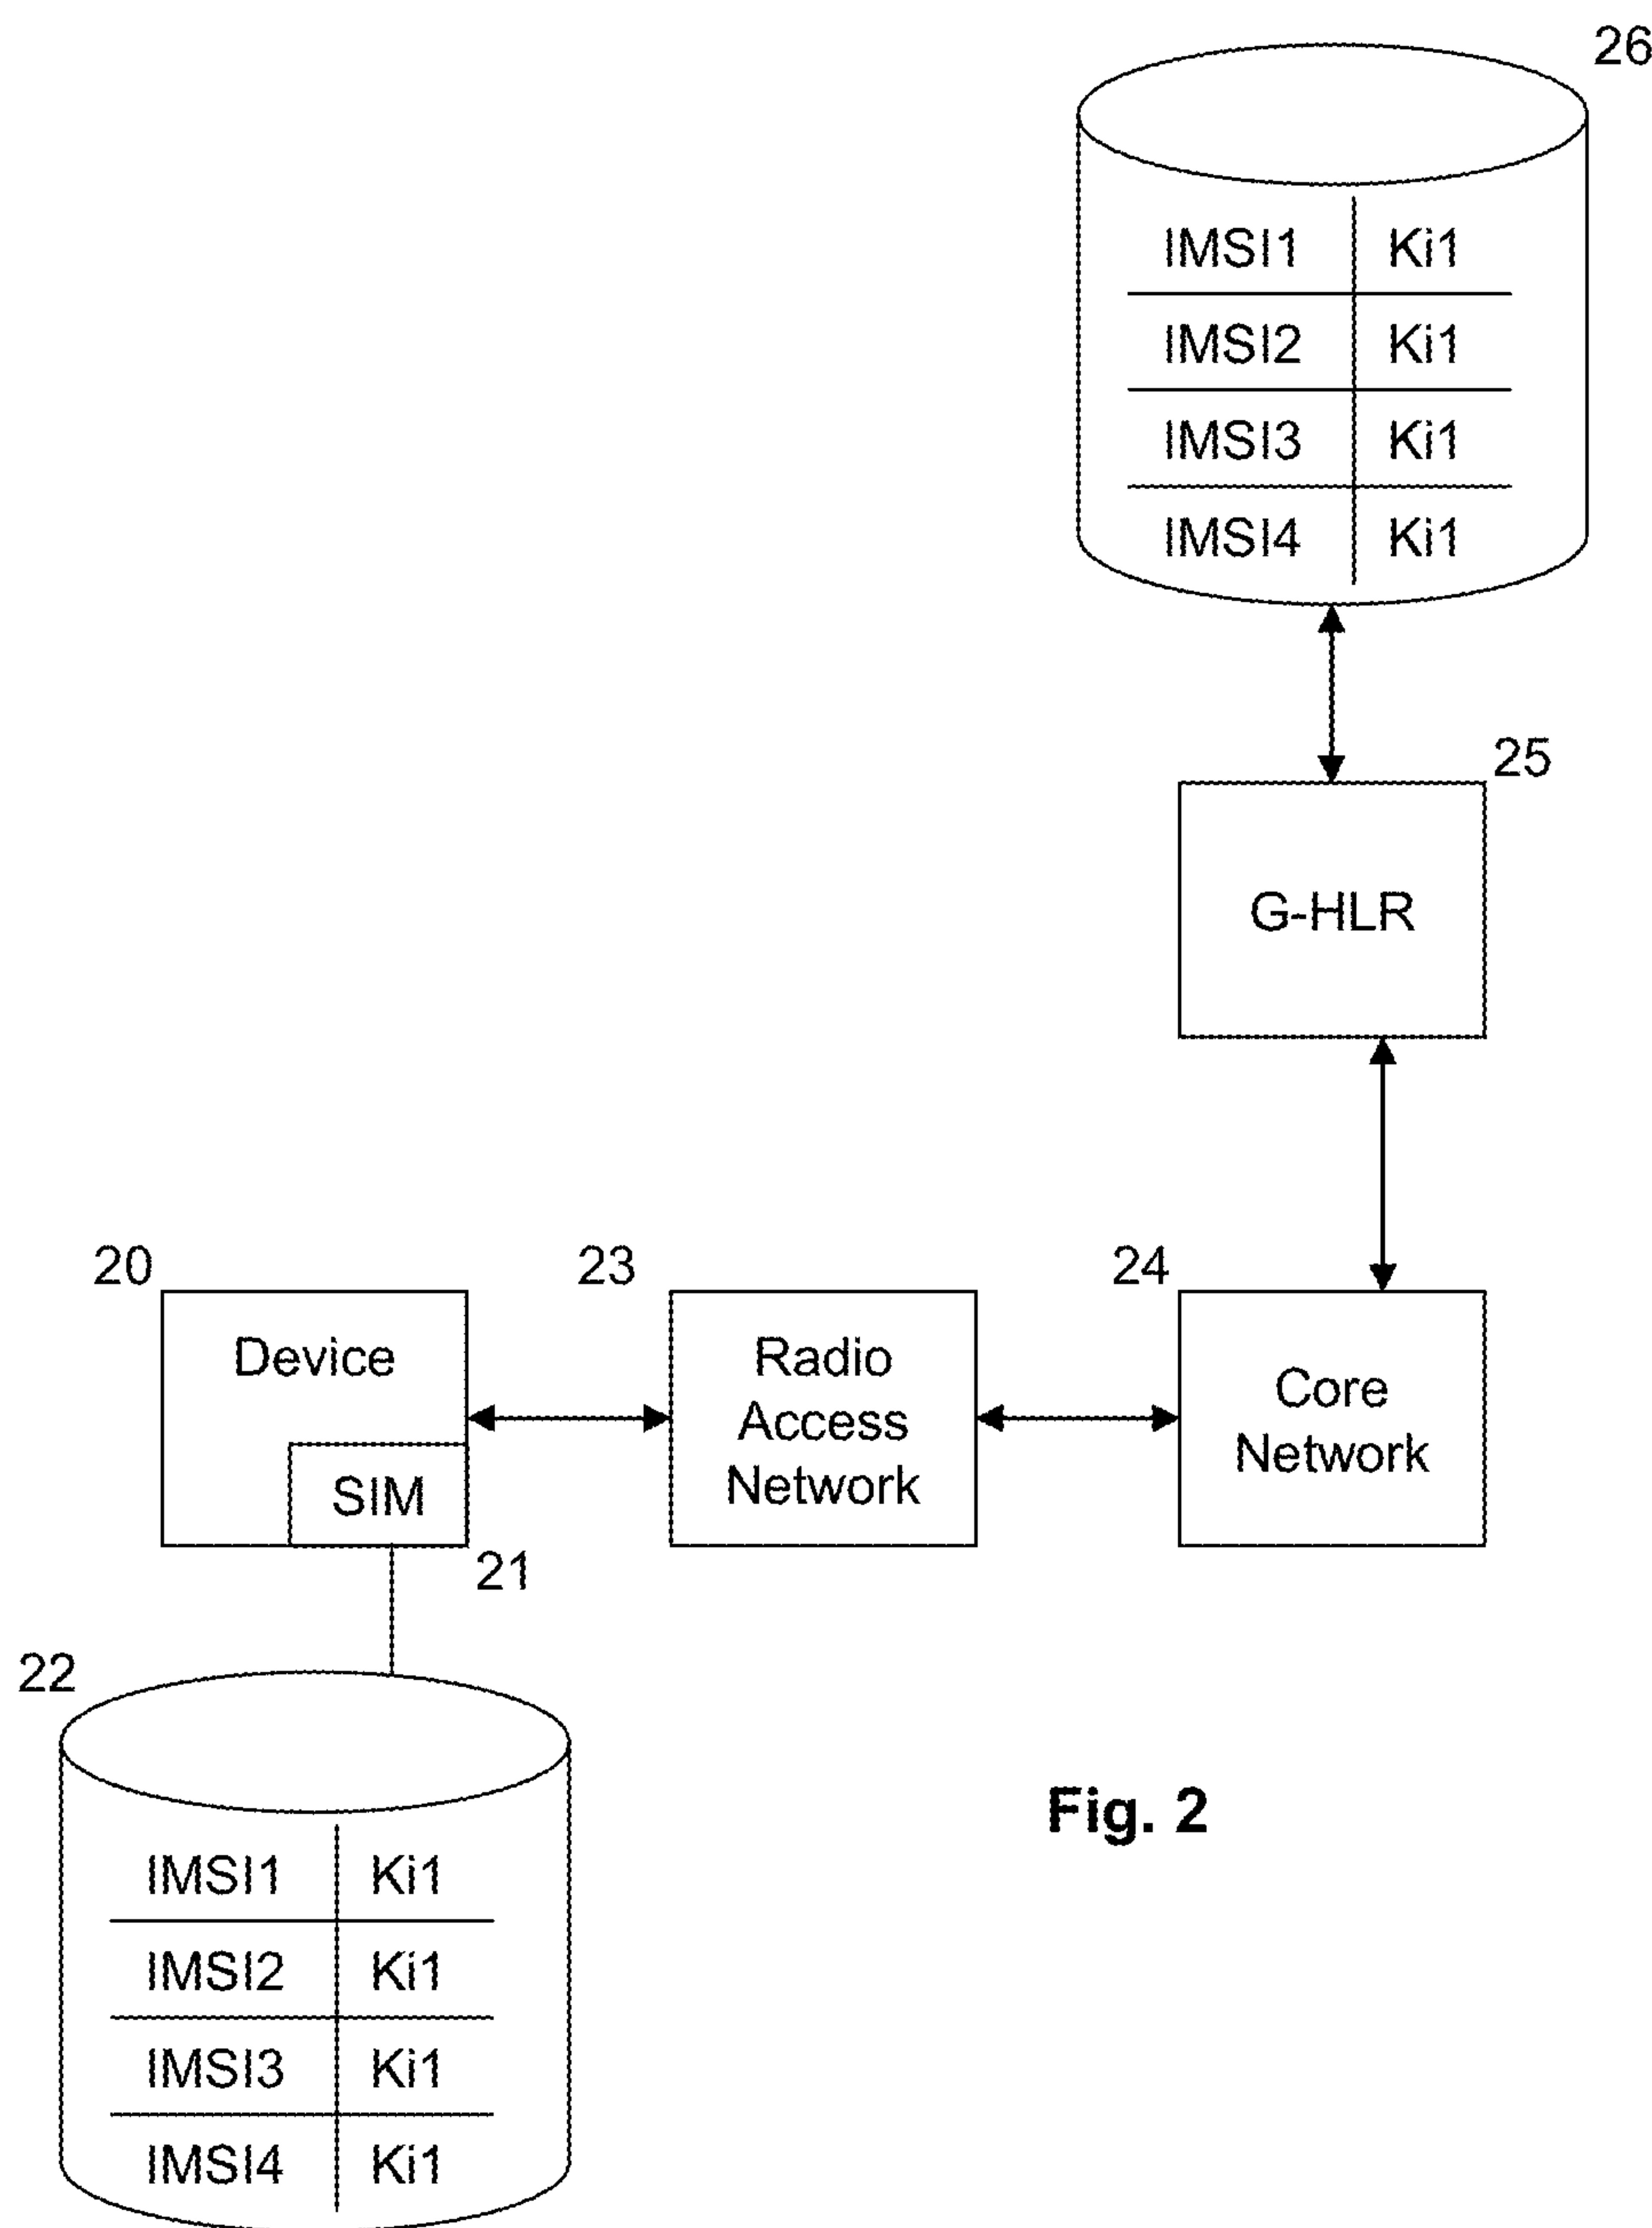 26
IMSI1 Ki1
IMSI2 Ki1
IMSI3 Ki1
IMSI4 Ki1
25
G-HLR
20
23
24
Device
SIM
21
Radio
Access
Network
Core
Network
22
IMSI1 Ki1
IMSI2 Ki1
IMSI3 Ki1
IMSI4 Ki1
Fig. 2